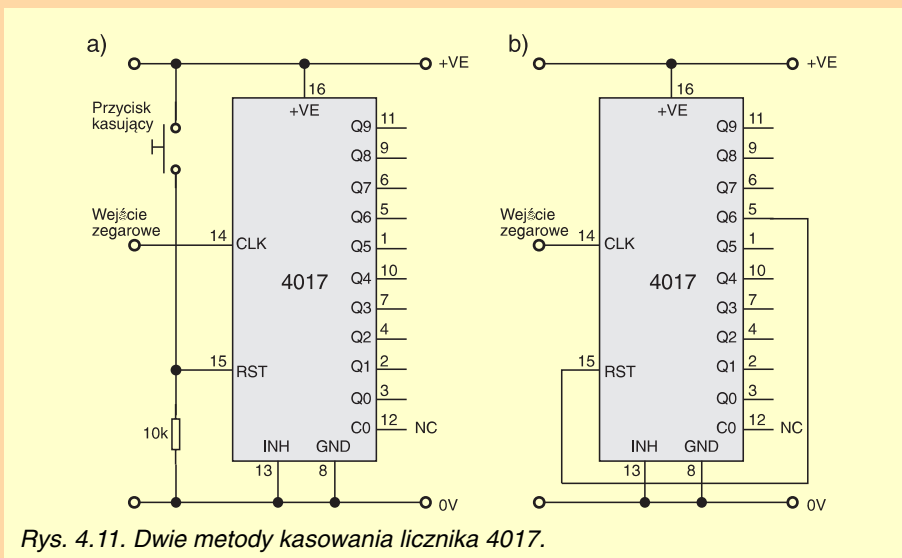 a)
+VE
16
+VE
Przycisk
kasujący
Q9 11
Q8 9
Q7 6
Q6 5
Wejście
zegarowe
14 CLK
Q5 1
4017
Q4 10
Q3 7
Q2 4
15 RST
Q1 2
Q0 3
10k
C0 12 NC
INH GND
13 8
0V
b)
+VE
16
+VE
Q9 11
Q8 9
Q7 6
Q6 5
Wejście
zegarowe
14 CLK
Q5 1
4017
Q4 10
Q3 7
Q2 4
15 RST
Q1 2
Q0 3
C0 12 NC
INH GND
13 8
0V
Rys. 4.11. Dwie metody kasowania licznika 4017.